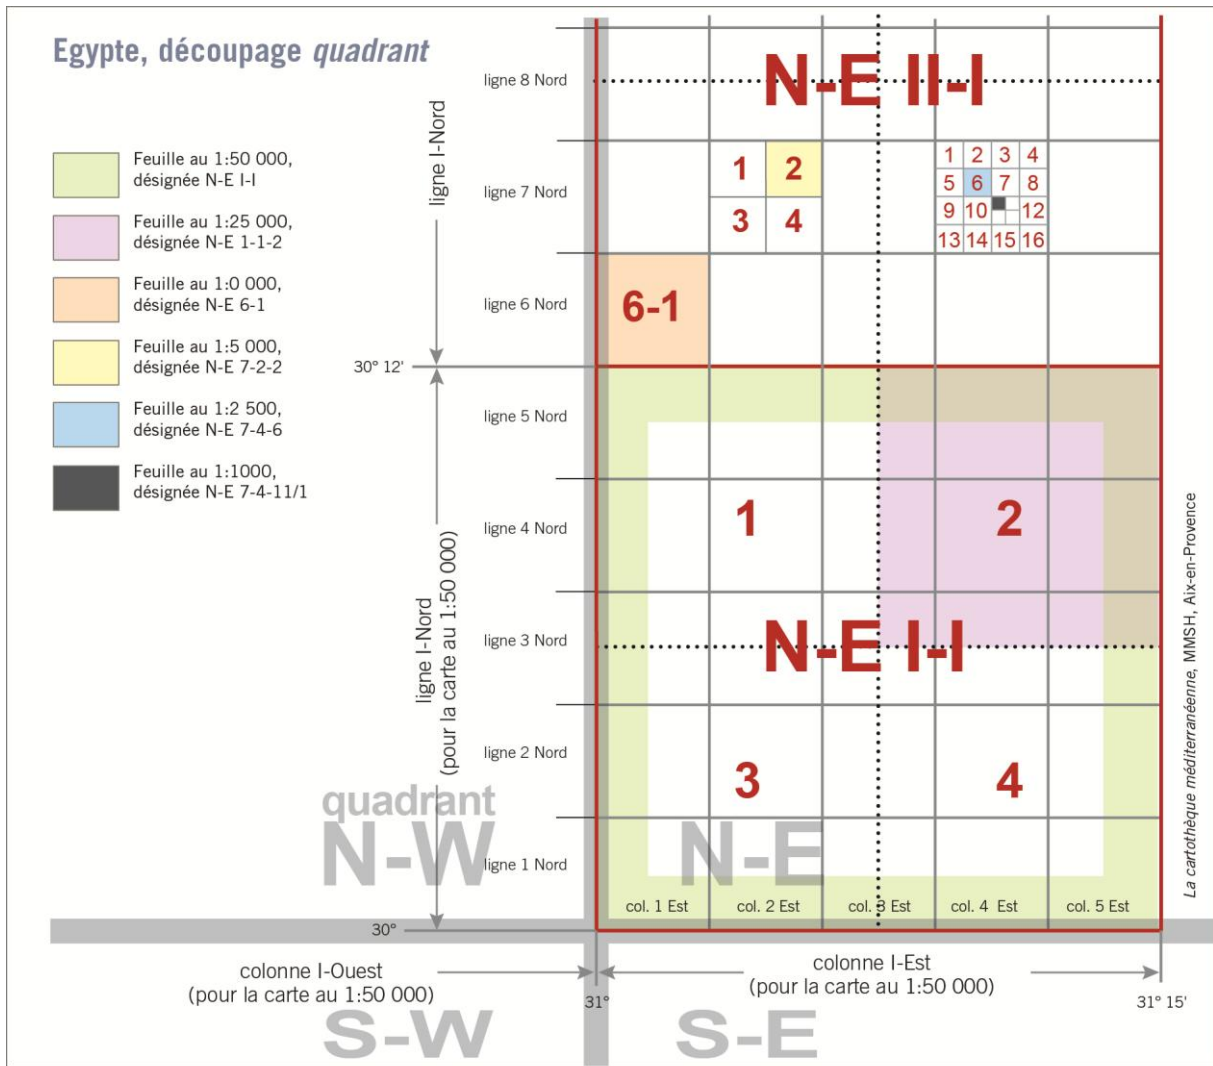 Egypte, découpage quadrant
Feuille au 1:50 000,
désignée N-E I-I
Feuille au 1:25 000,
désignée N-E 1-1-2
Feuille au 1:0 000,
désignée N-E 6-1
Feuille au 1:5 000,
désignée N-E 7-2-2
Feuille au 1:2 500,
désignée N-E 7-4-6
Feuille au 1:1000,
désignée N-E 7-4-11/1
ligne I-Nord
ligne I-Nord
(pour la carte au 1:50 000)
30° 12'
30°
ligne 8 Nord
ligne 7 Nord
ligne 6 Nord
ligne 5 Nord
ligne 4 Nord
ligne 3 Nord
ligne 2 Nord
ligne 1 Nord
N-E II-I
1 2
3 4
1 2 3 4
5 6 7 8
9 10 12
13 14 15 16
6-1
1 2
N-E I-I
3 4
quadrant
N-W N-E
col. 1 Est col. 2 Est col. 3 Est col. 4 Est col. 5 Est
colonne I-Ouest
(pour la carte au 1:50 000)
colonne I-Est
(pour la carte au 1:50 000)
31° 31° 15'
S-W S-E
La cartothèque méditerranéenne, MMSH, Aix-en-Provence